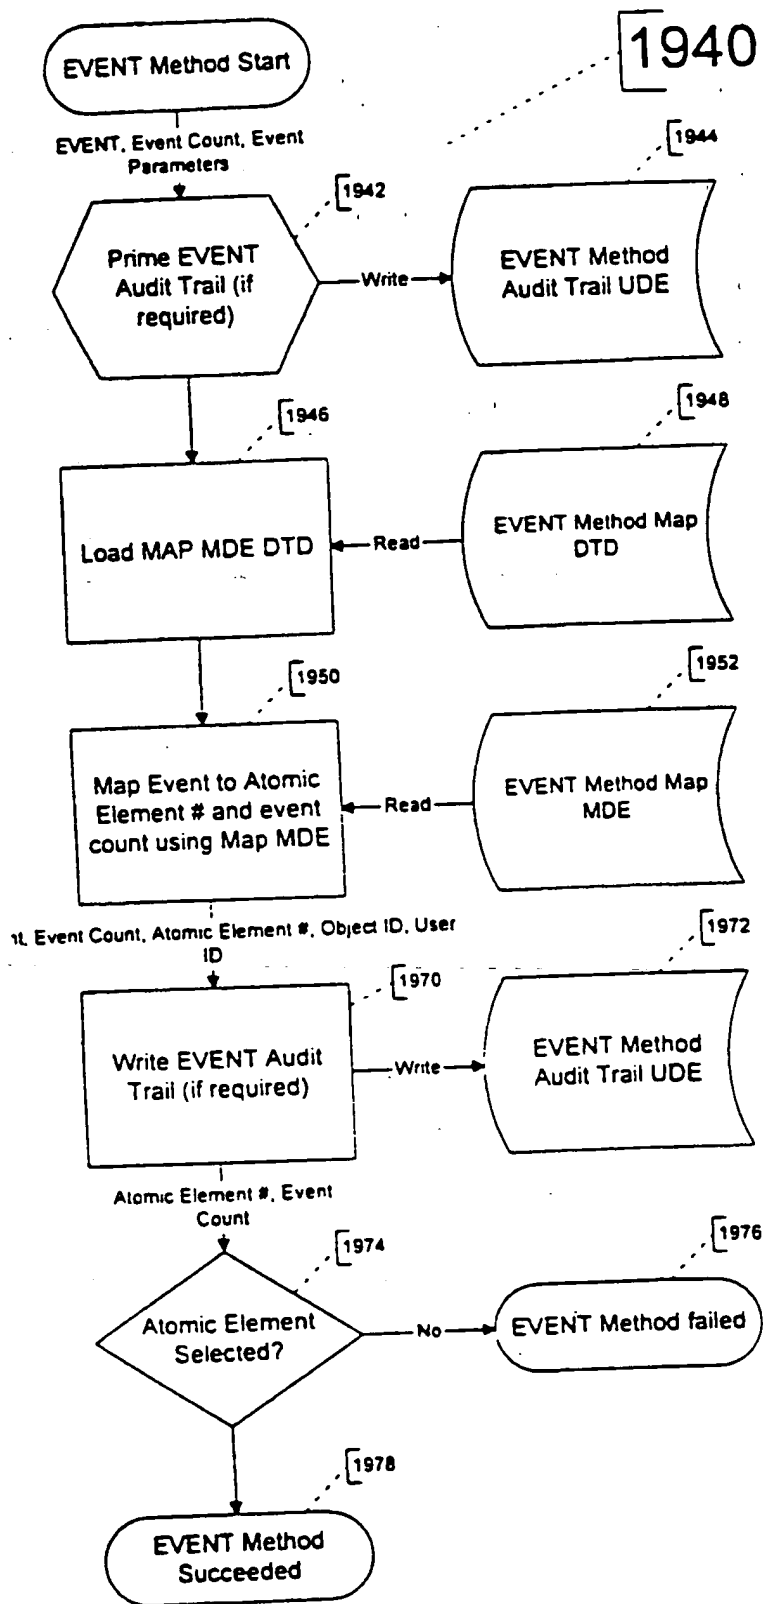 1940
EVENT Method Start
EVENT, Event Count, Event
Parameters
1944
1942
Prime EVENT
Audit Trail (if
required)
Write
EVENT Method
Audit Trail UDE
1946
1948
Load MAP MDE DTD
Read
EVENT Method Map
DTD
1950
1952
Map Event to Atomic
Element # and event
count using Map MDE
Read
EVENT Method Map
MDE
Event Count, Atomic Element #, Object ID, User
ID
1972
1970
Write EVENT Audit
Trail (if required)
Write
EVENT Method
Audit Trail UDE
Atomic Element #, Event
Count
1974
1976
Atomic Element
Selected?
No
EVENT Method failed
1978
EVENT Method
Succeeded